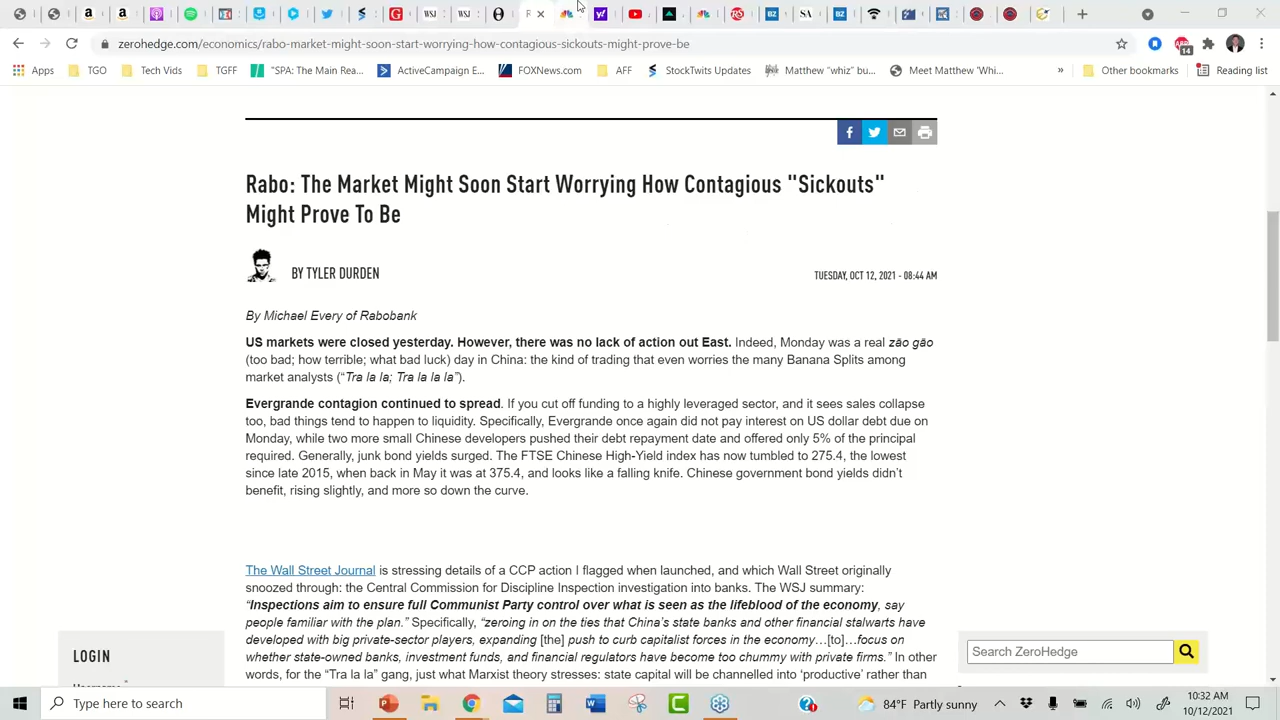 zerohedge.com/economics/rabo-market-might-soon-start-worrying-how-contagious-sickouts-might-prove-be
14
Apps
TGO
Tech Vids
TGFF
"SPA: The Main Rea...
ActiveCampaign E...
FOXNews.com
AFF
StockTwits Updates
Matthew "whiz" bu...
Meet Matthew "Whi...
»
Other bookmarks
Reading list
Rabo: The Market Might Soon Start Worrying How Contagious "Sickouts"
Might Prove To Be
BY TYLER DURDEN
TUESDAY, OCT 12, 2021 - 08:44 AM
By Michael Every of Rabobank
US markets were closed yesterday. However, there was no lack of action out East. Indeed, Monday was a real zāo gāo
(too bad; how terrible; what bad luck) day in China: the kind of trading that even worries the many Banana Splits among
market analysts (“Tra la la; Tra la la la”).
Evergrande contagion continued to spread. If you cut off funding to a highly leveraged sector, and it sees sales collapse
too, bad things tend to happen to liquidity. Specifically, Evergrande once again did not pay interest on US dollar debt due on
Monday, while two more small Chinese developers pushed their debt repayment date and offered only 5% of the principal
required. Generally, junk bond yields surged. The FTSE Chinese High-Yield index has now tumbled to 275.4, the lowest
since late 2015, when back in May it was at 375.4, and looks like a falling knife. Chinese government bond yields didn’t
benefit, rising slightly, and more so down the curve.
The Wall Street Journal is stressing details of a CCP action I flagged when launched, and which Wall Street originally
snoozed through: the Central Commission for Discipline Inspection investigation into banks. The WSJ summary:
“Inspections aim to ensure full Communist Party control over what is seen as the lifeblood of the economy, say
people familiar with the plan.” Specifically, “zeroing in on the ties that China’s state banks and other financial stalwarts have
developed with big private-sector players, expanding [the] push to curb capitalist forces in the economy…[to]…focus on
whether state-owned banks, investment funds, and financial regulators have become too chummy with private firms.” In other
words, for the “Tra la la” gang, just what Marxist theory stresses: state capital will be channelled into ‘productive’ rather than
LOGIN
Search ZeroHedge
Type here to search
84°F Partly sunny
10:32 AM
10/12/2021